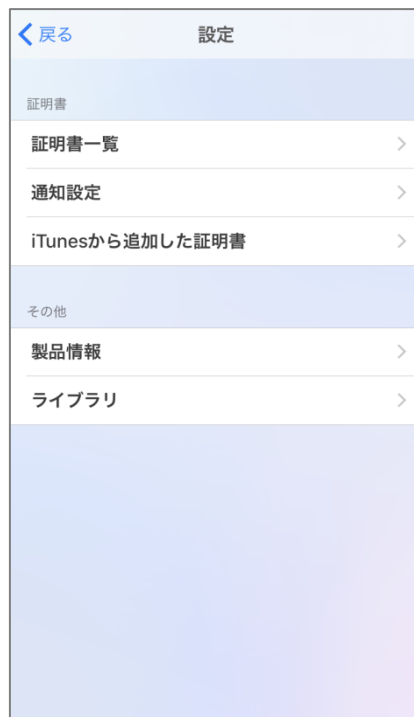 戻る 設定
証明書
証明書一覧
通知設定
iTunesから追加した証明書
その他
製品情報
ライブラリ